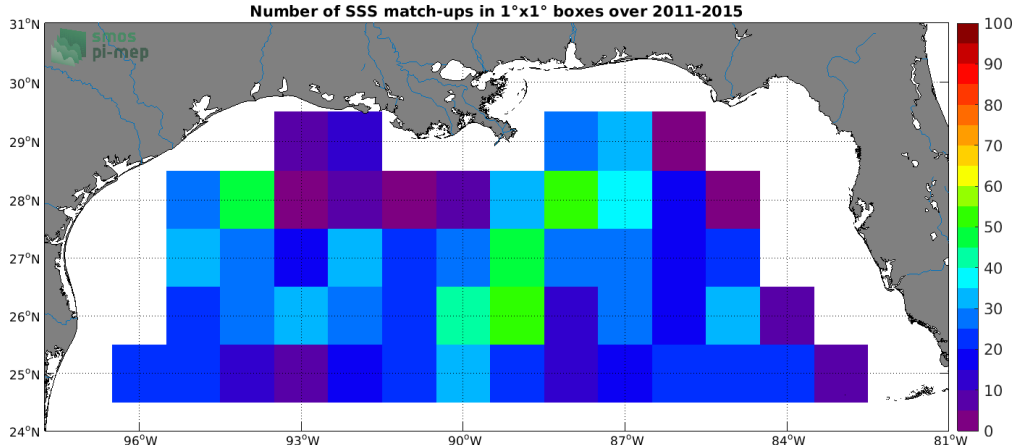 Number of SSS match-ups in 1°x1° boxes over 2011-2015
smos
pi-mep
31°N
30°N
29°N
28°N
27°N
26°N
25°N
24°N
96°W
93°W
90°W
87°W
84°W
81°W
100
90
80
70
60
50
40
30
20
10
0